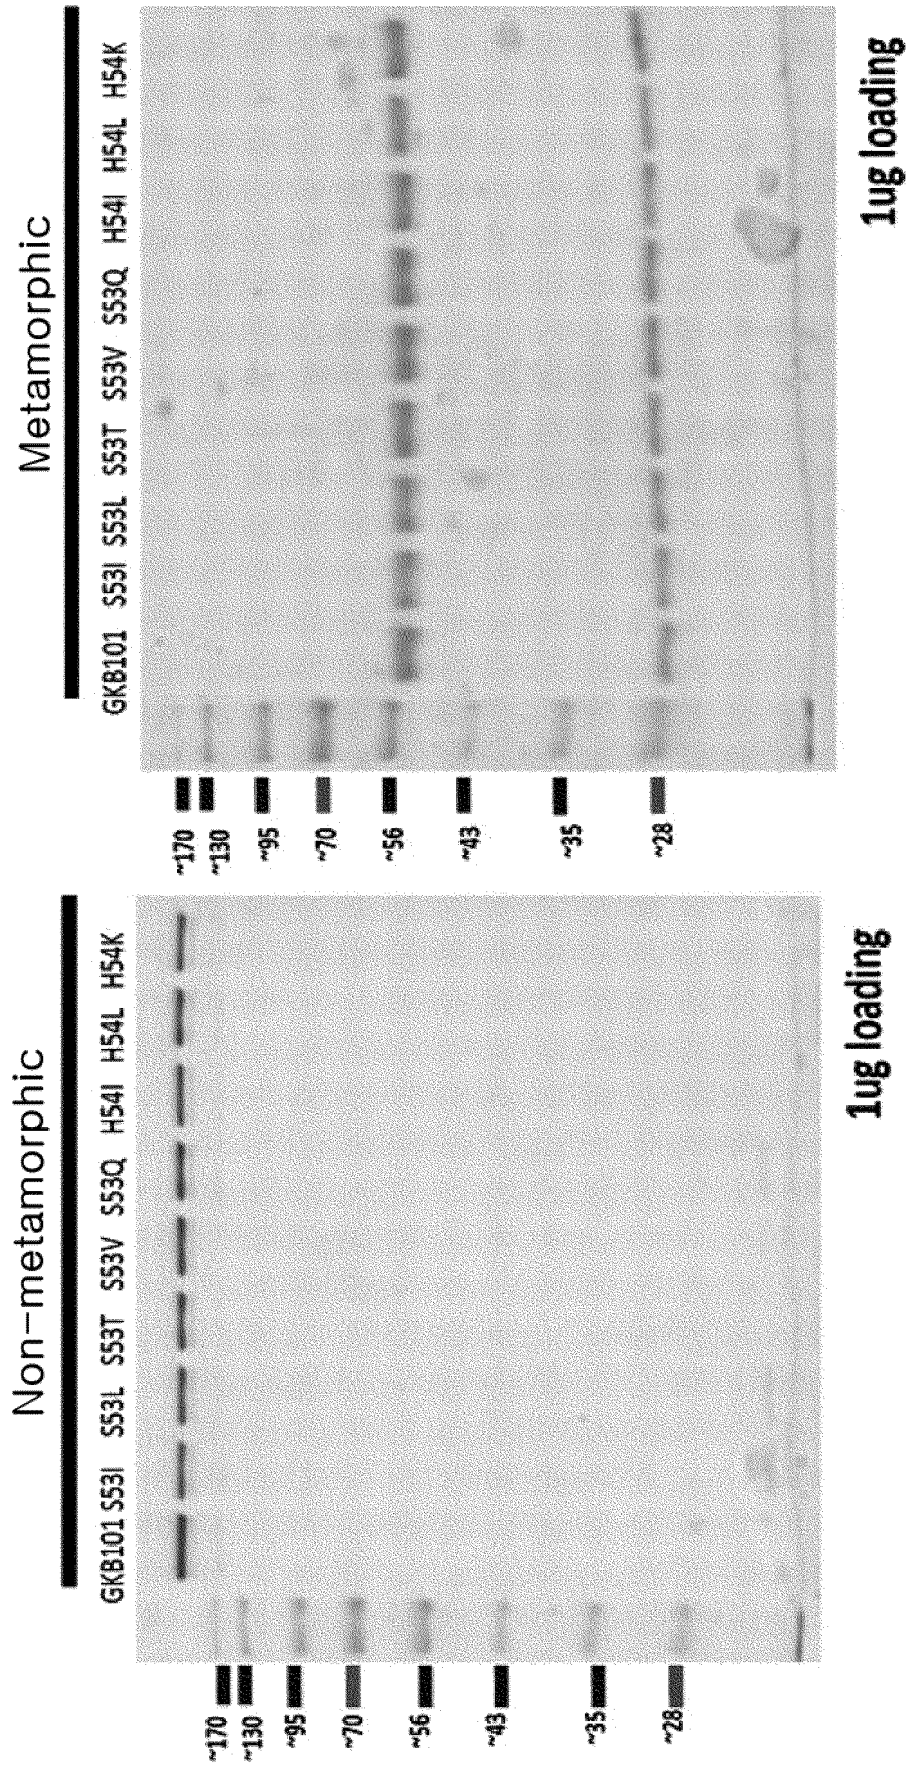 Non-metamorphic
GKB101 S53I S53L S53T S53V S53Q H54I H54L H54K
~170
~130
~95
~70
~56
~43
~35
~28
1ug loading
Metamorphic
GKB101 S53I S53L S53T S53V S53Q H54I H54L H54K
~170
~130
~95
~70
~56
~43
~35
~28
1ug loading